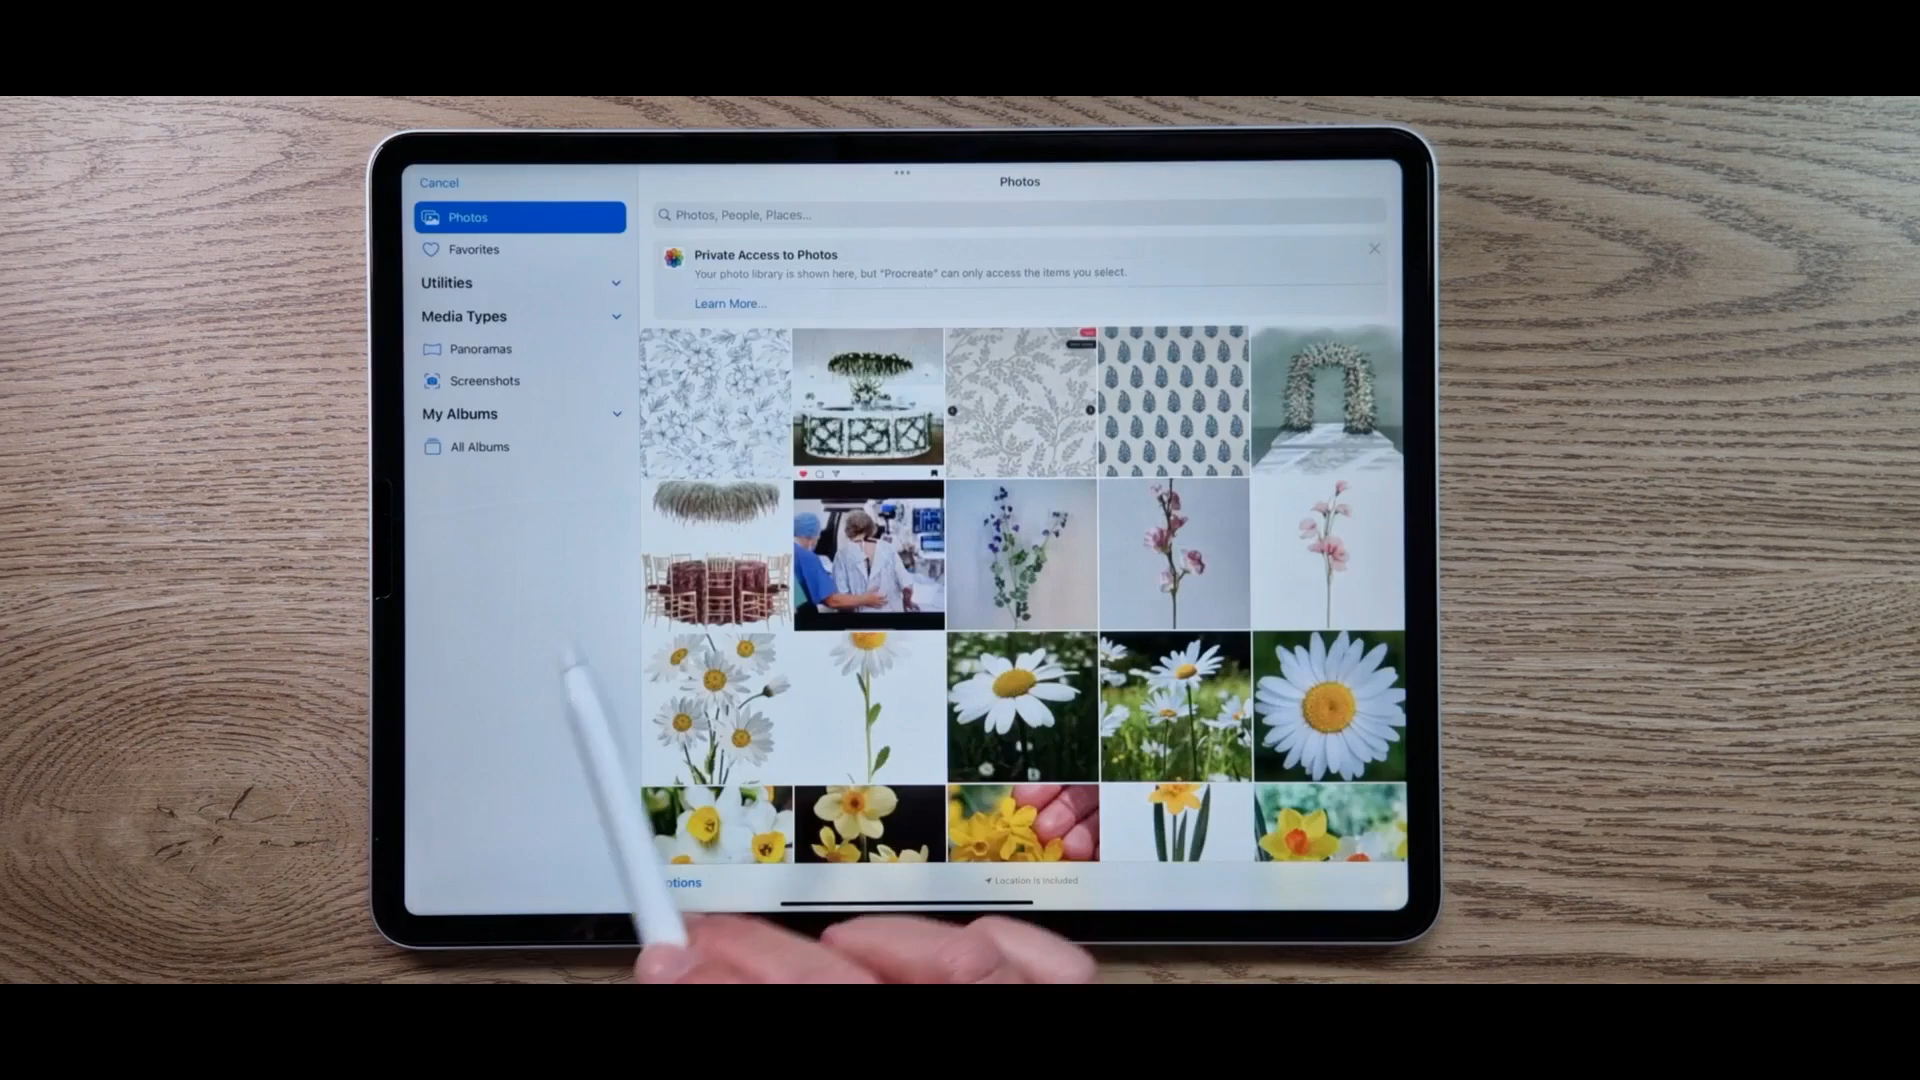 Cancel
Photos
Photos
Favorites
Utilities
Media Types
Panoramas
Screenshots
My Albums
All Albums
Photos, People, Places...
Private Access to Photos
Your photo library is shown here, but "Procreate" can only access the items you select.
Learn More...
ptions
Location Is Included